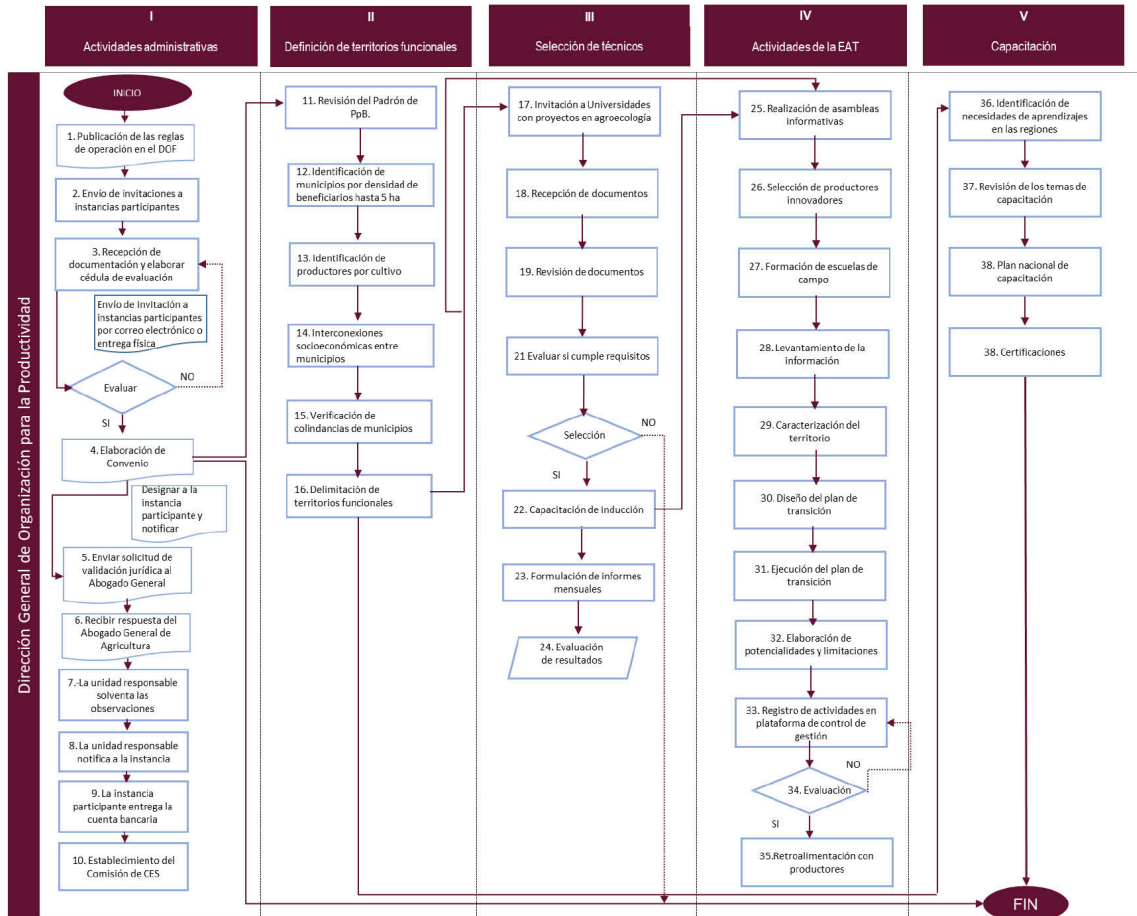 I
Actividades administrativas
II
Definición de territorios funcionales
III
Selección de técnicos
IV
Actividades de la EAT
V
Capacitación
Dirección General de Organización para la Productividad
INICIO
1. Publicación de las reglas
de operación en el DOF
2. Envío de invitaciones a
instancias participantes
3. Recepción de
documentación y elaborar
cédula de evaluación
Envío de Invitación a
instancias participantes
por correo electrónico o
entrega física
Evaluar
NO
SI
4. Elaboración de
Convenio
Designar a la
instancia
participante y
notificar
5. Enviar solicitud de
validación jurídica al
Abogado General
6. Recibir respuesta del
Abogado General de
Agricultura
7.-La unidad responsable
solventa las
observaciones
8. La unidad responsable
notifica a la instancia
9. La instancia
participante entrega la
cuenta bancaria
10. Establecimiento del
Comisión de CES
11. Revisión del Padrón de
PpB.
12. Identificación de
municipios por densidad de
beneficiarios hasta 5 ha
13. Identificación de
productores por cultivo
14. Interconexiones
socioeconómicas entre
municipios
15. Verificación de
colindancias de municipios
16. Delimitación de
territorios funcionales
17. Invitación a Universidades
con proyectos en agroecología
18. Recepción de documentos
19. Revisión de documentos
21 Evaluar si cumple requisitos
Selección
NO
SI
22. Capacitación de inducción
23. Formulación de informes
mensuales
24. Evaluación
de resultados
25. Realización de asambleas
informativas
26. Selección de productores
innovadores
27. Formación de escuelas de
campo
28. Levantamiento de la
información
29. Caracterización del
territorio
30. Diseño del plan de
transición
31. Ejecución del plan de
transición
32. Elaboración de
potencialidades y limitaciones
33. Registro de actividades en
plataforma de control de
gestión
NO
34. Evaluación
SI
35.Retroalimentación con
productores
36. Identificación de
necesidades de aprendizajes
en las regiones
37. Revisión de los temas de
capacitación
38. Plan nacional de
capacitación
38. Certificaciones
FIN